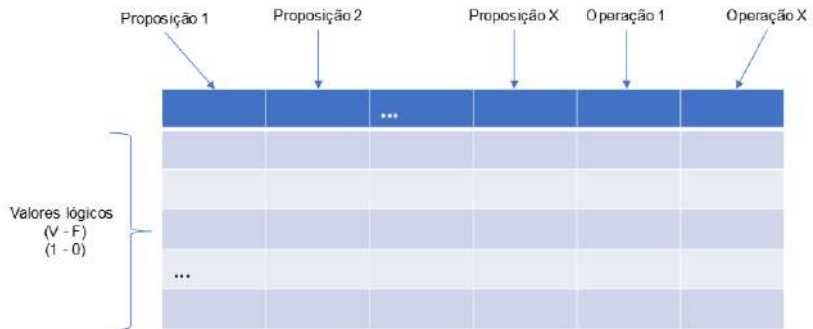 Proposição 1
Proposição 2
Proposição X
Operação 1
Operação X
...
Valores lógicos
(V - F)
(1 - 0)
...